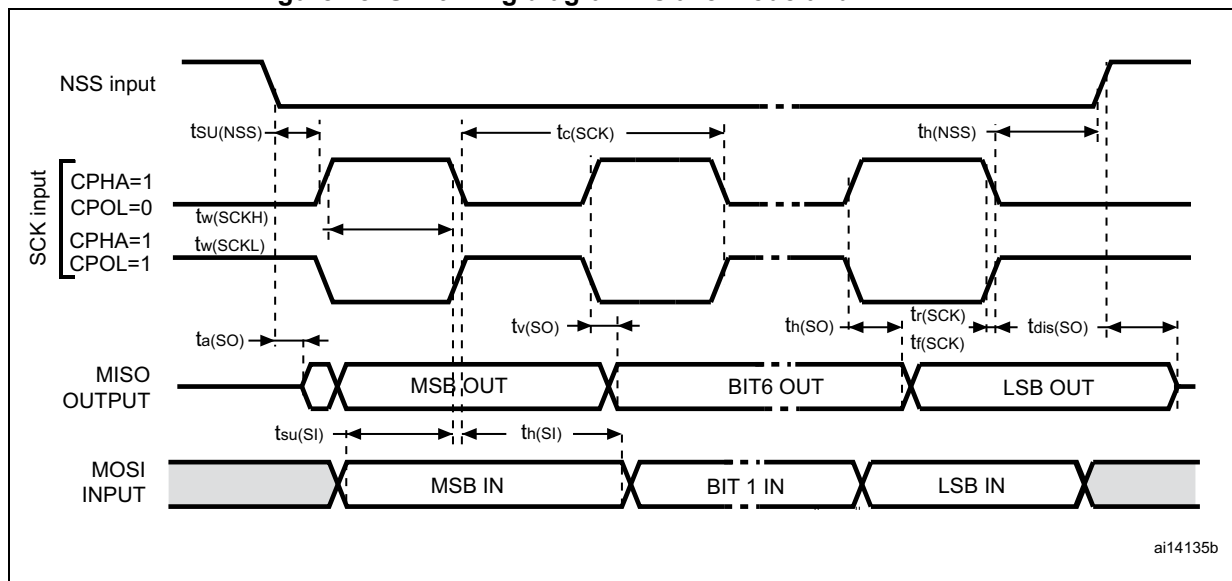 NSS input
tSU(NSS)
tc(SCK)
th(NSS)
SCK input
CPHA=1
CPOL=0
tw(SCKH)
CPHA=1
tw(SCKL)
CPOL=1
ta(SO)
tv(SO)
th(SO)
tr(SCK)
tf(SCK)
tdis(SO)
MISO
OUTPUT
MSB OUT
BIT6 OUT
LSB OUT
tsu(SI)
th(SI)
MOSI
INPUT
MSB IN
BIT 1 IN
LSB IN
ai14135b